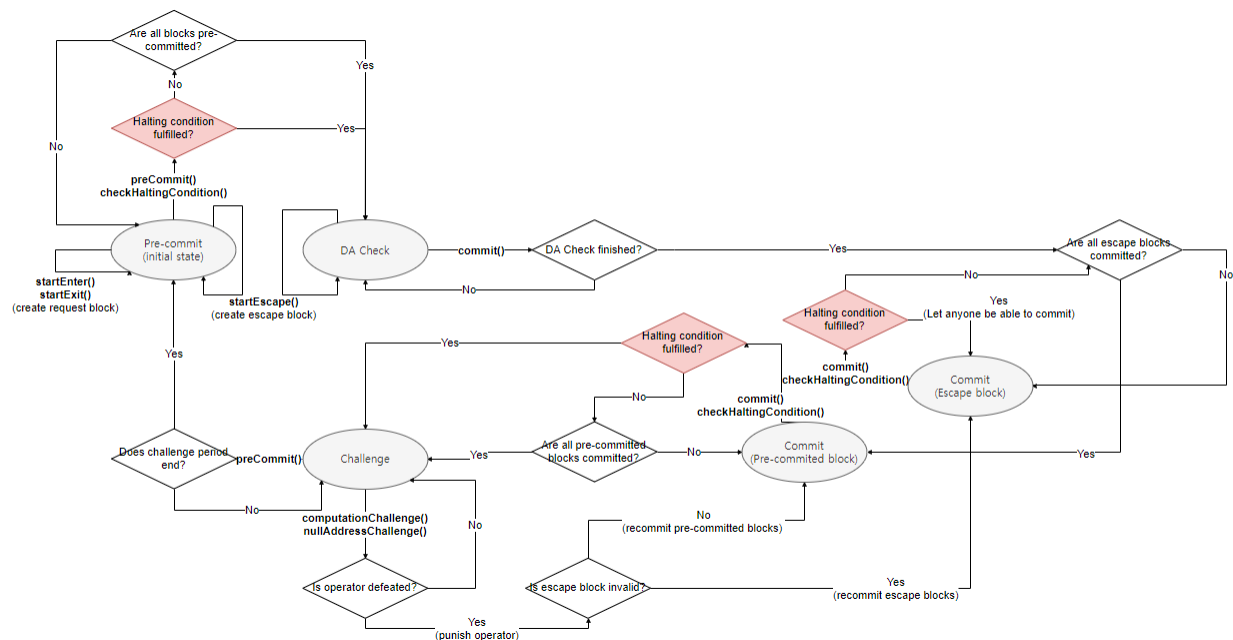 Are all blocks pre-
committed?
Yes
No
Halting condition
fulfilled?
Yes
No
preCommit()
checkHaltingCondition()
Pre-commit
(initial state)
startEnter()
startExit()
(create request block)
DA Check
startEscape()
(create escape block)
commit()
DA Check finished?
No
Yes
Are all escape blocks
committed?
No
No
Halting condition
fulfilled?
Yes
(Let anyone be able to commit)
commit()
checkHaltingCondition()
Commit
(Escape block)
Halting condition
fulfilled?
Yes
No
commit()
checkHaltingCondition()
Yes
Does challenge period
end?
preCommit()
Challenge
Yes
Are all pre-committed
blocks committed?
No
Commit
(Pre-commited block)
Yes
No
computationChallenge()
nullAddressChallenge()
No
No
(recommit pre-committed blocks)
Is operator defeated?
Is escape block invalid?
Yes
(recommit escape blocks)
Yes
(punish operator)